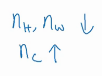 n_H, n_W ↓
n_C ↑